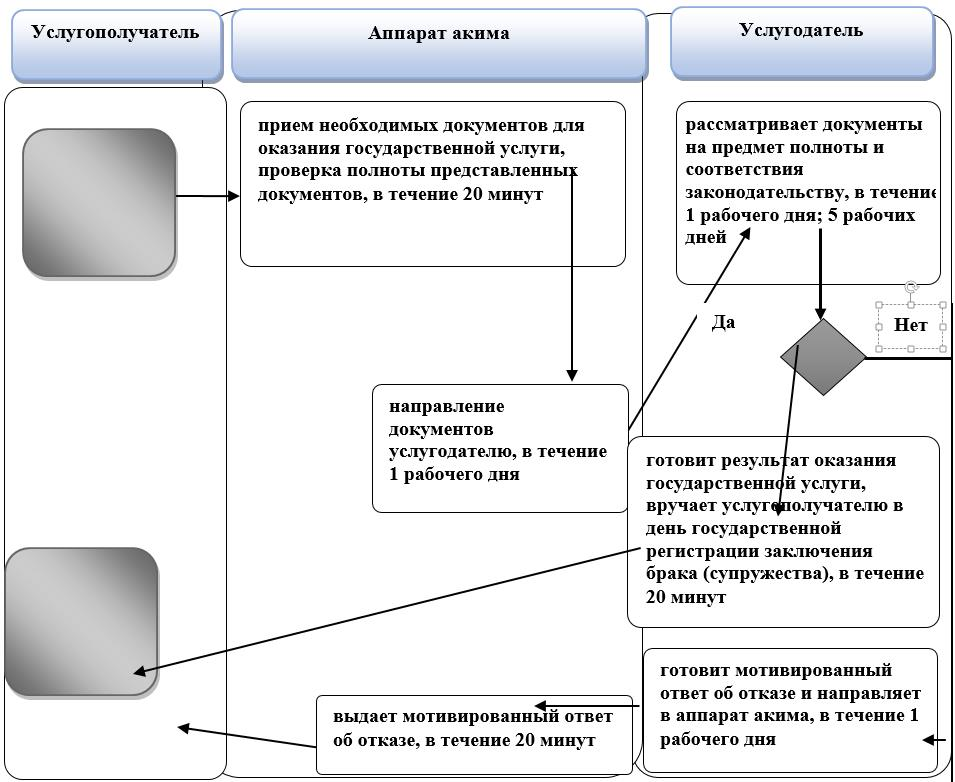 Услугополучатель
Аппарат акима
Услугодатель
прием необходимых документов для
оказания государственной услуги,
проверка полноты представленных
документов, в течение 20 минут
рассматривает документы
на предмет полноты и
соответствия
законодательству, в течение
1 рабочего дня; 5 рабочих
дней
Да
Нет
направление
документов
услугодателю, в течение
1 рабочего дня
готовит результат оказания
государственной услуги,
вручает услугополучателю в
день государственной
регистрации заключения
брака (супружества), в течение
20 минут
готовит мотивированный
ответ об отказе и направляет
в аппарат акима, в течение 1
рабочего дня
выдает мотивированный ответ
об отказе, в течение 20 минут